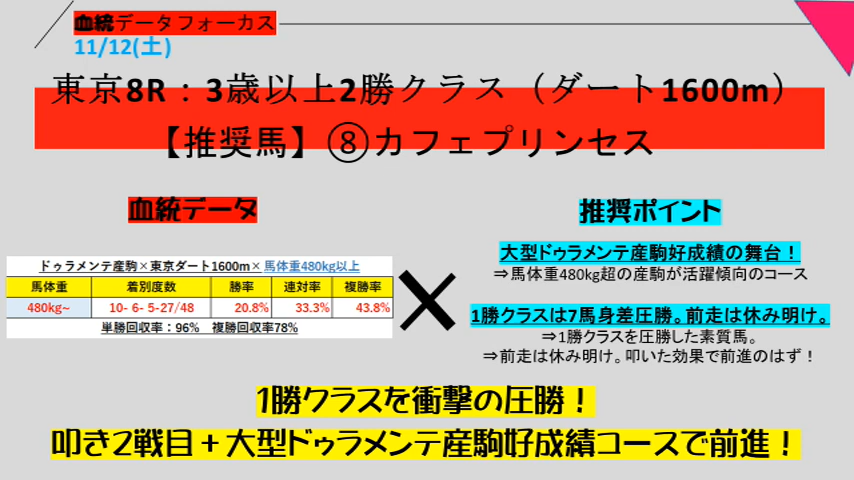 血統データフォーカス
11/12(土)
東京8R：3歳以上2勝クラス（ダート1600m）
【推奨馬】⑧カフェプリンセス
血統データ
ドゥラメンテ産駒×東京ダート1600m×馬体重480kg以上
馬体重 着別度数 勝率 連対率 複勝率
480kg~ 10- 6- 5-27/48 20.8% 33.3% 43.8%
単勝回収率：96% 複勝回収率78%
×
推奨ポイント
大型ドゥラメンテ産駒好成績の舞台！
⇒馬体重480kg超の産駒が活躍傾向のコース
1勝クラスは7馬身差圧勝。前走は休み明け。
⇒1勝クラスを圧勝した素質馬。
⇒前走は休み明け。叩いた効果で前進のはず！
1勝クラスを衝撃の圧勝！
叩き2戦目＋大型ドゥラメンテ産駒好成績コースで前進！